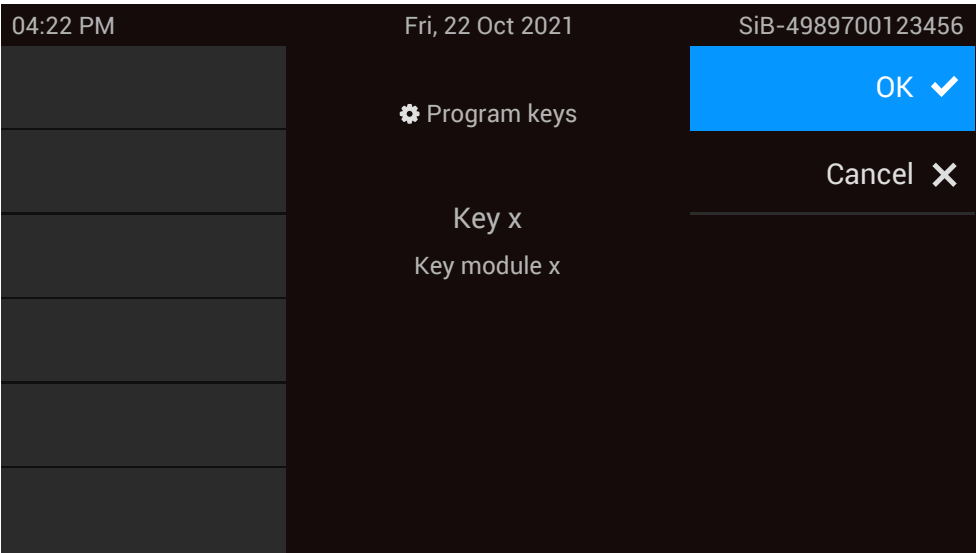 04:22 PM
Fri, 22 Oct 2021
SiB-4989700123456
OK
Program keys
Cancel
Key x
Key module x